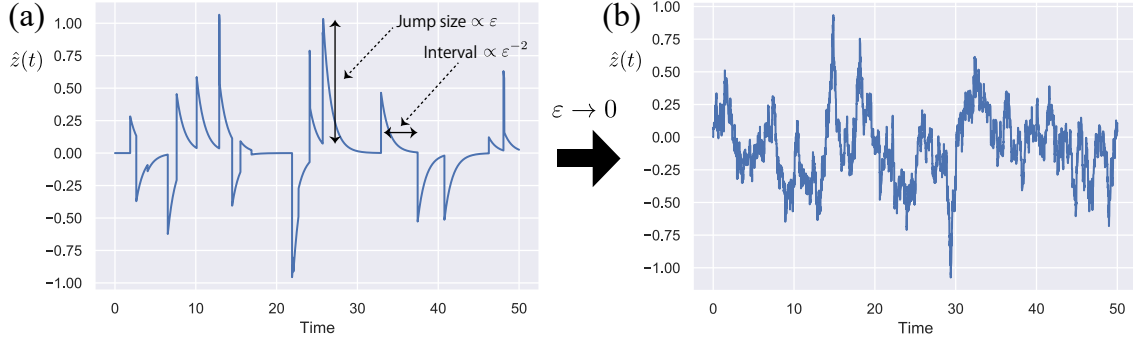 (a)
ẑ(t)
1.00
0.75
0.50
0.25
0.00
−0.25
−0.50
−0.75
−1.00
Jump size ∝ ε
Interval ∝ ε⁻²
0 10 20 30 40 50
Time
ε → 0
(b)
ẑ(t)
1.00
0.75
0.50
0.25
0.00
−0.25
−0.50
−0.75
−1.00
0 10 20 30 40 50
Time